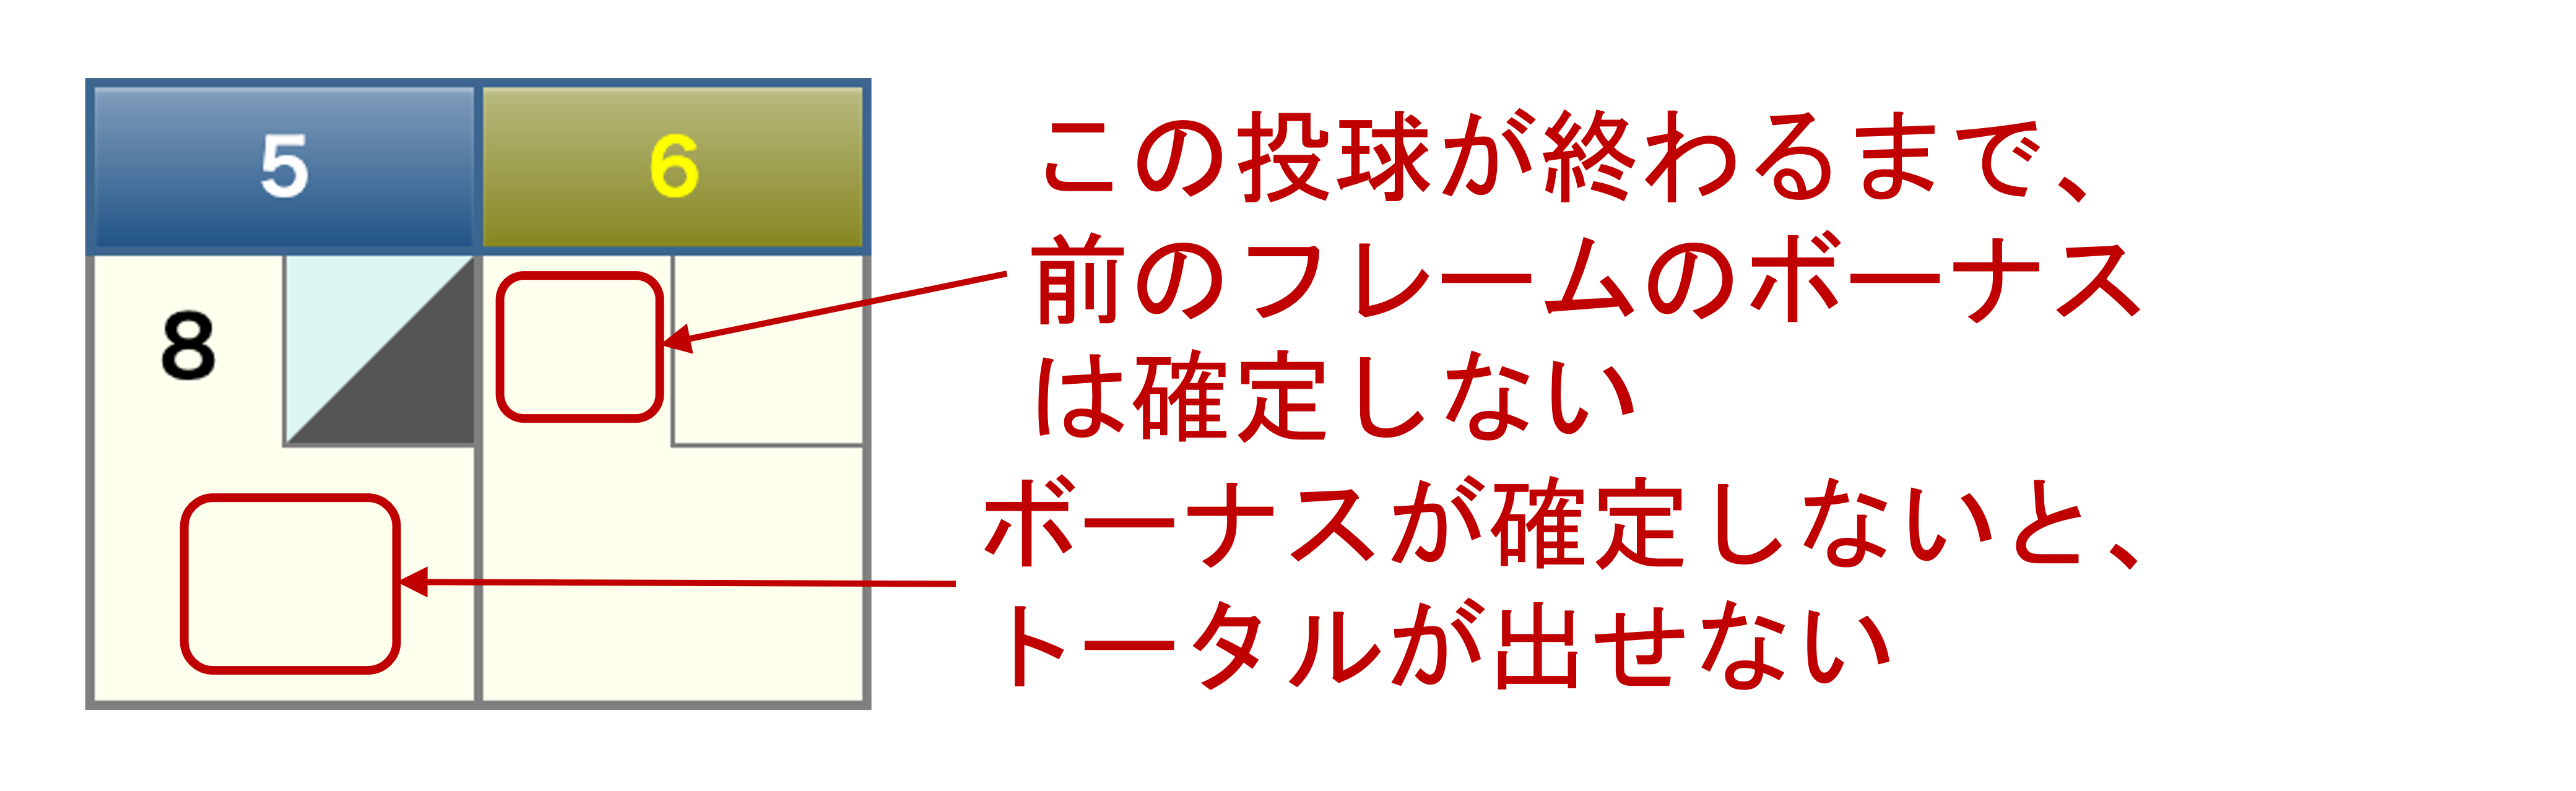 5 6
8
この投球が終わるまで、
前のフレームのボーナス
は確定しない
ボーナスが確定しないと、
トータルが出せない